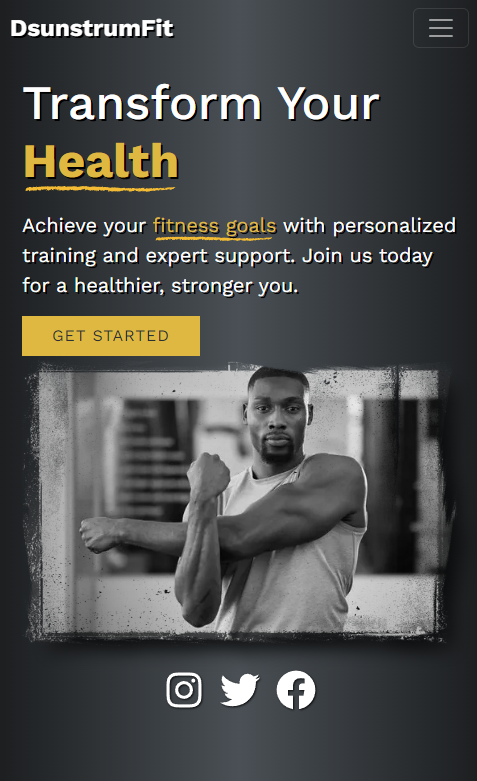 DsunstrumFit
Transform Your
Health
Achieve your fitness goals with personalized
training and expert support. Join us today
for a healthier, stronger you.
GET STARTED